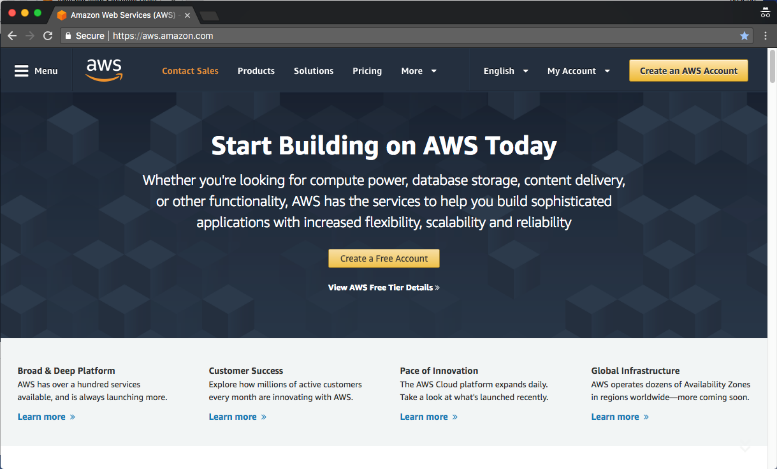 Amazon Web Services (AWS) -
Secure | https://aws.amazon.com
Menu
aws
Contact Sales
Products
Solutions
Pricing
More
English
My Account
Create an AWS Account
Start Building on AWS Today
Whether you're looking for compute power, database storage, content delivery,
or other functionality, AWS has the services to help you build sophisticated
applications with increased flexibility, scalability and reliability
Create a Free Account
View AWS Free Tier Details »
Broad & Deep Platform
AWS has over a hundred services
available, and is always launching more.
Learn more »
Customer Success
Explore how millions of active customers
every month are innovating with AWS.
Learn more »
Pace of Innovation
The AWS Cloud platform expands daily.
Take a look at what's launched recently.
Learn more »
Global Infrastructure
AWS operates dozens of Availability Zones
in regions worldwide—more coming soon.
Learn more »